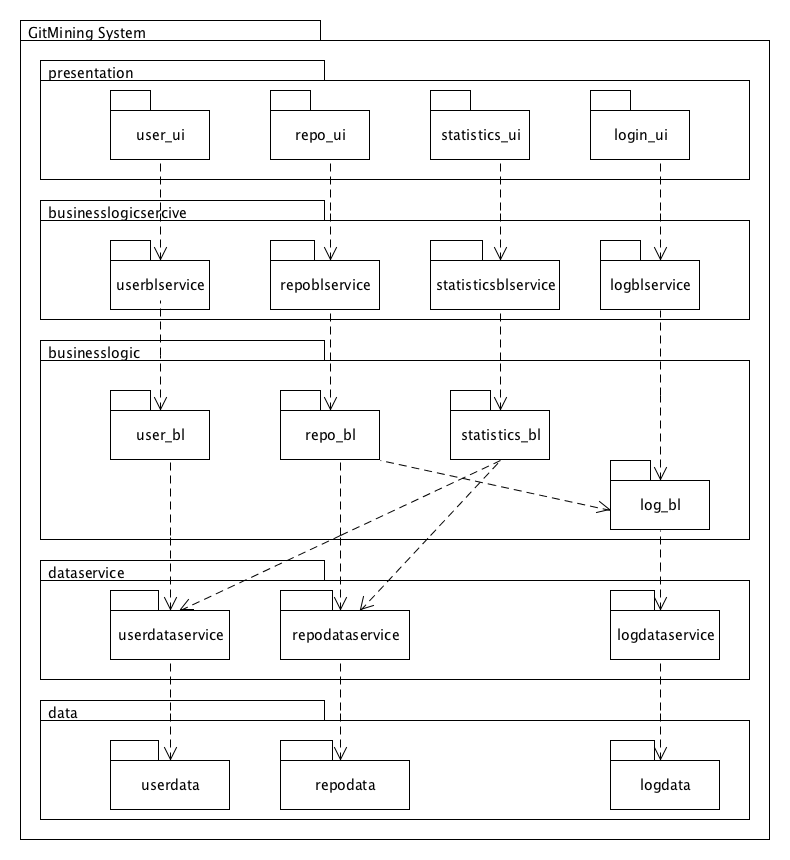 GitMining System
presentation
user_ui
repo_ui
statistics_ui
login_ui
businesslogicsercive
userblservice
repoblservice
statisticsblservice
logblservice
businesslogic
user_bl
repo_bl
statistics_bl
log_bl
dataservice
userdataservice
repodataservice
logdataservice
data
userdata
repodata
logdata